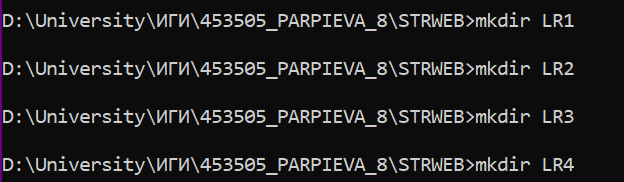 D:\University\ИГИ\453505_PARPIEVA_8\STRWEB>mkdir LR1
D:\University\ИГИ\453505_PARPIEVA_8\STRWEB>mkdir LR2
D:\University\ИГИ\453505_PARPIEVA_8\STRWEB>mkdir LR3
D:\University\ИГИ\453505_PARPIEVA_8\STRWEB>mkdir LR4